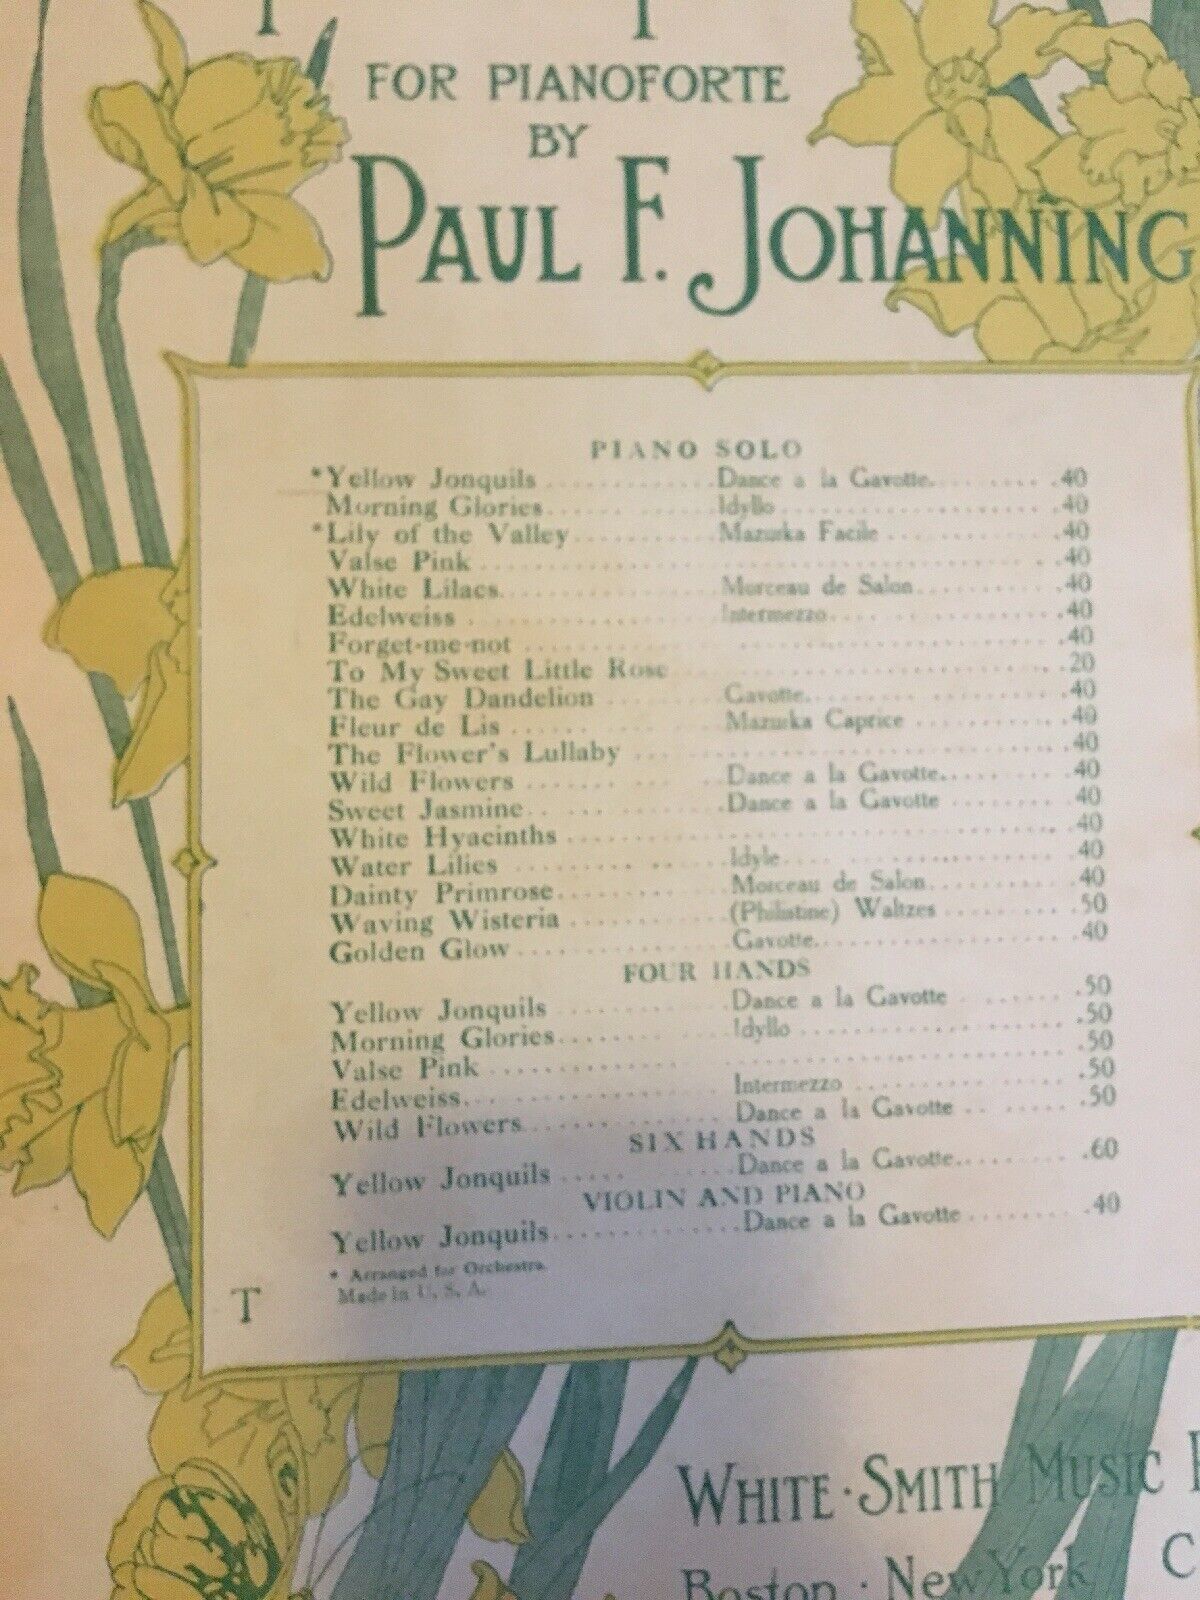 FOR PIANOFORTE
BY
PAUL F. JOHANNING
PIANO SOLO
*Yellow Jonquils Dance a la Gavotte .40
Morning Glories Idyllo .40
*Lily of the Valley Mazurka Facile .40
Valse Pink .40
White Lilacs Morceau de Salon .40
Edelweiss Intermezzo .40
Forget-me-not .40
To My Sweet Little Rose .20
The Gay Dandelion Gavotte .40
Fleur de Lis Mazurka Caprice .40
The Flower's Lullaby .40
Wild Flowers Dance a la Gavotte .40
Sweet Jasmine Dance a la Gavotte .40
White Hyacinths .40
Water Lilies Idyle .40
Dainty Primrose Morceau de Salon .40
Waving Wisteria (Philistine) Waltzes .50
Golden Glow Gavotte .40
FOUR HANDS
Yellow Jonquils Dance a la Gavotte .50
Morning Glories Idyllo .50
Valse Pink .50
Edelweiss Intermezzo .50
Wild Flowers Dance a la Gavotte .50
SIX HANDS
Yellow Jonquils Dance a la Gavotte .60
VIOLIN AND PIANO
Yellow Jonquils Dance a la Gavotte .40
* Arranged for Orchestra.
Made in U. S. A.
T
WHITE·SMITH MUSIC
Boston · New York